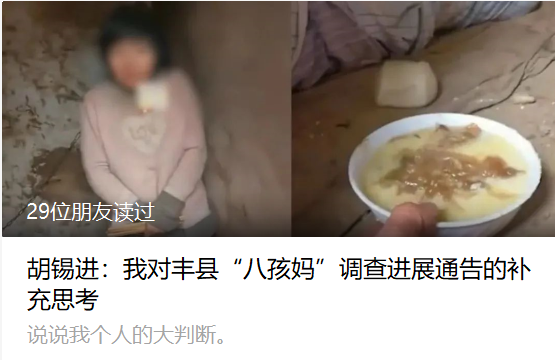 29位朋友读过
胡锡进：我对丰县“八孩妈”调查进展通告的补
充思考
说说我个人的大判断。